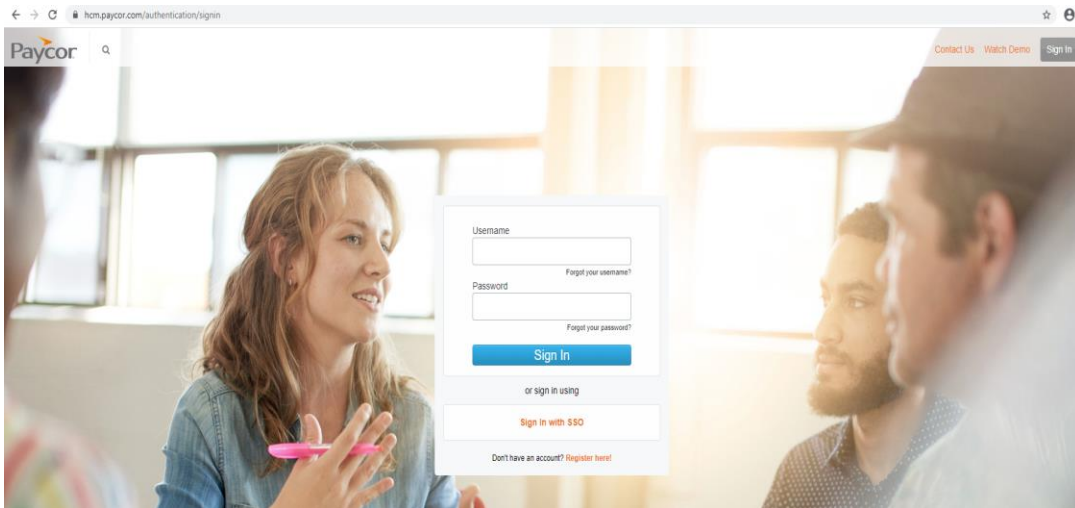 hcm.paycor.com/authentication/signin
Paycor
Contact Us Watch Demo Sign In
Username
Forgot your username?
Password
Forgot your password?
Sign In
or sign in using
Sign in with SSO
Don't have an account? Register here!